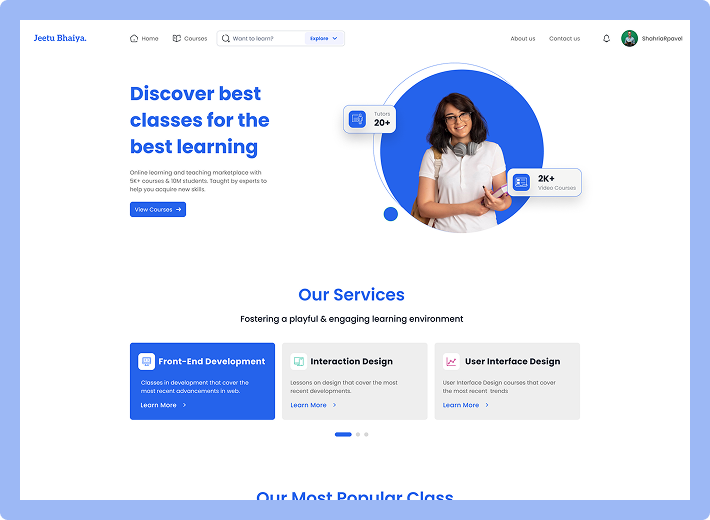 Jeetu Bhaiya.
Home
Courses
Want to learn?
Explore
About us
Contact us
ShahriaRpavel
Discover best
classes for the
best learning
Online learning and teaching marketplace with
5K+ courses & 10M students. Taught by experts to
help you acquire new skills.
View Courses
Tutors
20+
2K+
Video Courses
Our Services
Fostering a playful & engaging learning environment
Front-End Development
Classes in development that cover the
most recent advancements in web.
Learn More
Interaction Design
Lessons on design that cover the most
recent developments.
Learn More
User Interface Design
User Interface Design courses that cover
the most recent trends
Learn More
Our Most Popular Class